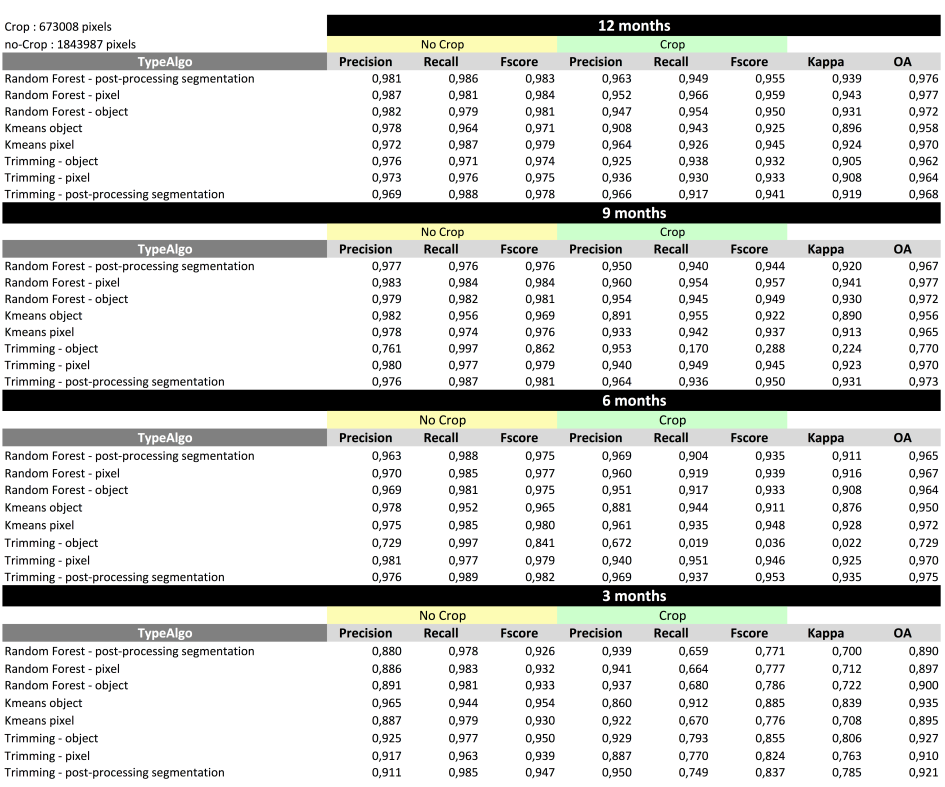 Crop : 673008 pixels 12 months
no-Crop : 1843987 pixels No Crop Crop
TypeAlgo Precision Recall Fscore Precision Recall Fscore Kappa OA
Random Forest - post-processing segmentation 0,981 0,986 0,983 0,963 0,949 0,955 0,939 0,976
Random Forest - pixel 0,987 0,981 0,984 0,952 0,966 0,959 0,943 0,977
Random Forest - object 0,982 0,979 0,981 0,947 0,954 0,950 0,931 0,972
Kmeans object 0,978 0,964 0,971 0,908 0,943 0,925 0,896 0,958
Kmeans pixel 0,972 0,987 0,979 0,964 0,926 0,945 0,924 0,970
Trimming - object 0,976 0,971 0,974 0,925 0,938 0,932 0,905 0,962
Trimming - pixel 0,973 0,976 0,975 0,936 0,930 0,933 0,908 0,964
Trimming - post-processing segmentation 0,969 0,988 0,978 0,966 0,917 0,941 0,919 0,968
9 months
No Crop Crop
TypeAlgo Precision Recall Fscore Precision Recall Fscore Kappa OA
Random Forest - post-processing segmentation 0,977 0,976 0,976 0,950 0,940 0,944 0,920 0,967
Random Forest - pixel 0,983 0,984 0,984 0,960 0,954 0,957 0,941 0,977
Random Forest - object 0,979 0,982 0,981 0,954 0,945 0,949 0,930 0,972
Kmeans object 0,982 0,956 0,969 0,891 0,955 0,922 0,890 0,956
Kmeans pixel 0,978 0,974 0,976 0,933 0,942 0,937 0,913 0,965
Trimming - object 0,761 0,997 0,862 0,953 0,170 0,288 0,224 0,770
Trimming - pixel 0,980 0,977 0,979 0,940 0,949 0,945 0,923 0,970
Trimming - post-processing segmentation 0,976 0,987 0,981 0,964 0,936 0,950 0,931 0,973
6 months
No Crop Crop
TypeAlgo Precision Recall Fscore Precision Recall Fscore Kappa OA
Random Forest - post-processing segmentation 0,963 0,988 0,975 0,969 0,904 0,935 0,911 0,965
Random Forest - pixel 0,970 0,985 0,977 0,960 0,919 0,939 0,916 0,967
Random Forest - object 0,969 0,981 0,975 0,951 0,917 0,933 0,908 0,964
Kmeans object 0,978 0,952 0,965 0,881 0,944 0,911 0,876 0,950
Kmeans pixel 0,975 0,985 0,980 0,961 0,935 0,948 0,928 0,972
Trimming - object 0,729 0,997 0,841 0,672 0,019 0,036 0,022 0,729
Trimming - pixel 0,981 0,977 0,979 0,940 0,951 0,946 0,925 0,970
Trimming - post-processing segmentation 0,976 0,989 0,982 0,969 0,937 0,953 0,935 0,975
3 months
No Crop Crop
TypeAlgo Precision Recall Fscore Precision Recall Fscore Kappa OA
Random Forest - post-processing segmentation 0,880 0,978 0,926 0,939 0,659 0,771 0,700 0,890
Random Forest - pixel 0,886 0,983 0,932 0,941 0,664 0,777 0,712 0,897
Random Forest - object 0,891 0,981 0,933 0,937 0,680 0,786 0,722 0,900
Kmeans object 0,965 0,944 0,954 0,860 0,912 0,885 0,839 0,935
Kmeans pixel 0,887 0,979 0,930 0,922 0,670 0,776 0,708 0,895
Trimming - object 0,925 0,977 0,950 0,929 0,793 0,855 0,806 0,927
Trimming - pixel 0,917 0,963 0,939 0,887 0,770 0,824 0,763 0,910
Trimming - post-processing segmentation 0,911 0,985 0,947 0,950 0,749 0,837 0,785 0,921